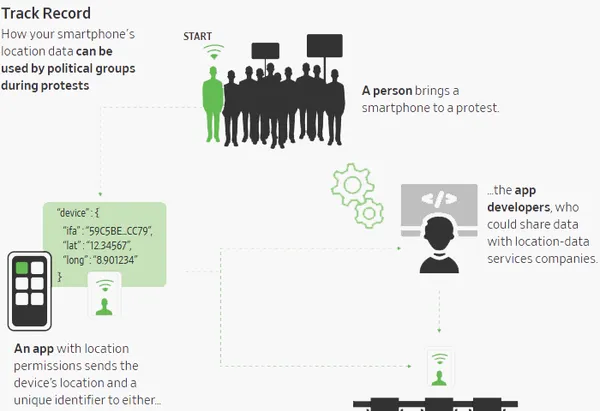 Track Record
How your smartphone's
location data can be
used by political groups
during protests
START
A person brings a
smartphone to a protest.
"device" : {
"ifa" : "59C5BE...CC79",
"lat" : "12.34567",
"long" : "8.901234"
}
An app with location
permissions sends the
device's location and a
unique identifier to either...
</>
...the app
developers, who
could share data
with location-data
services companies.